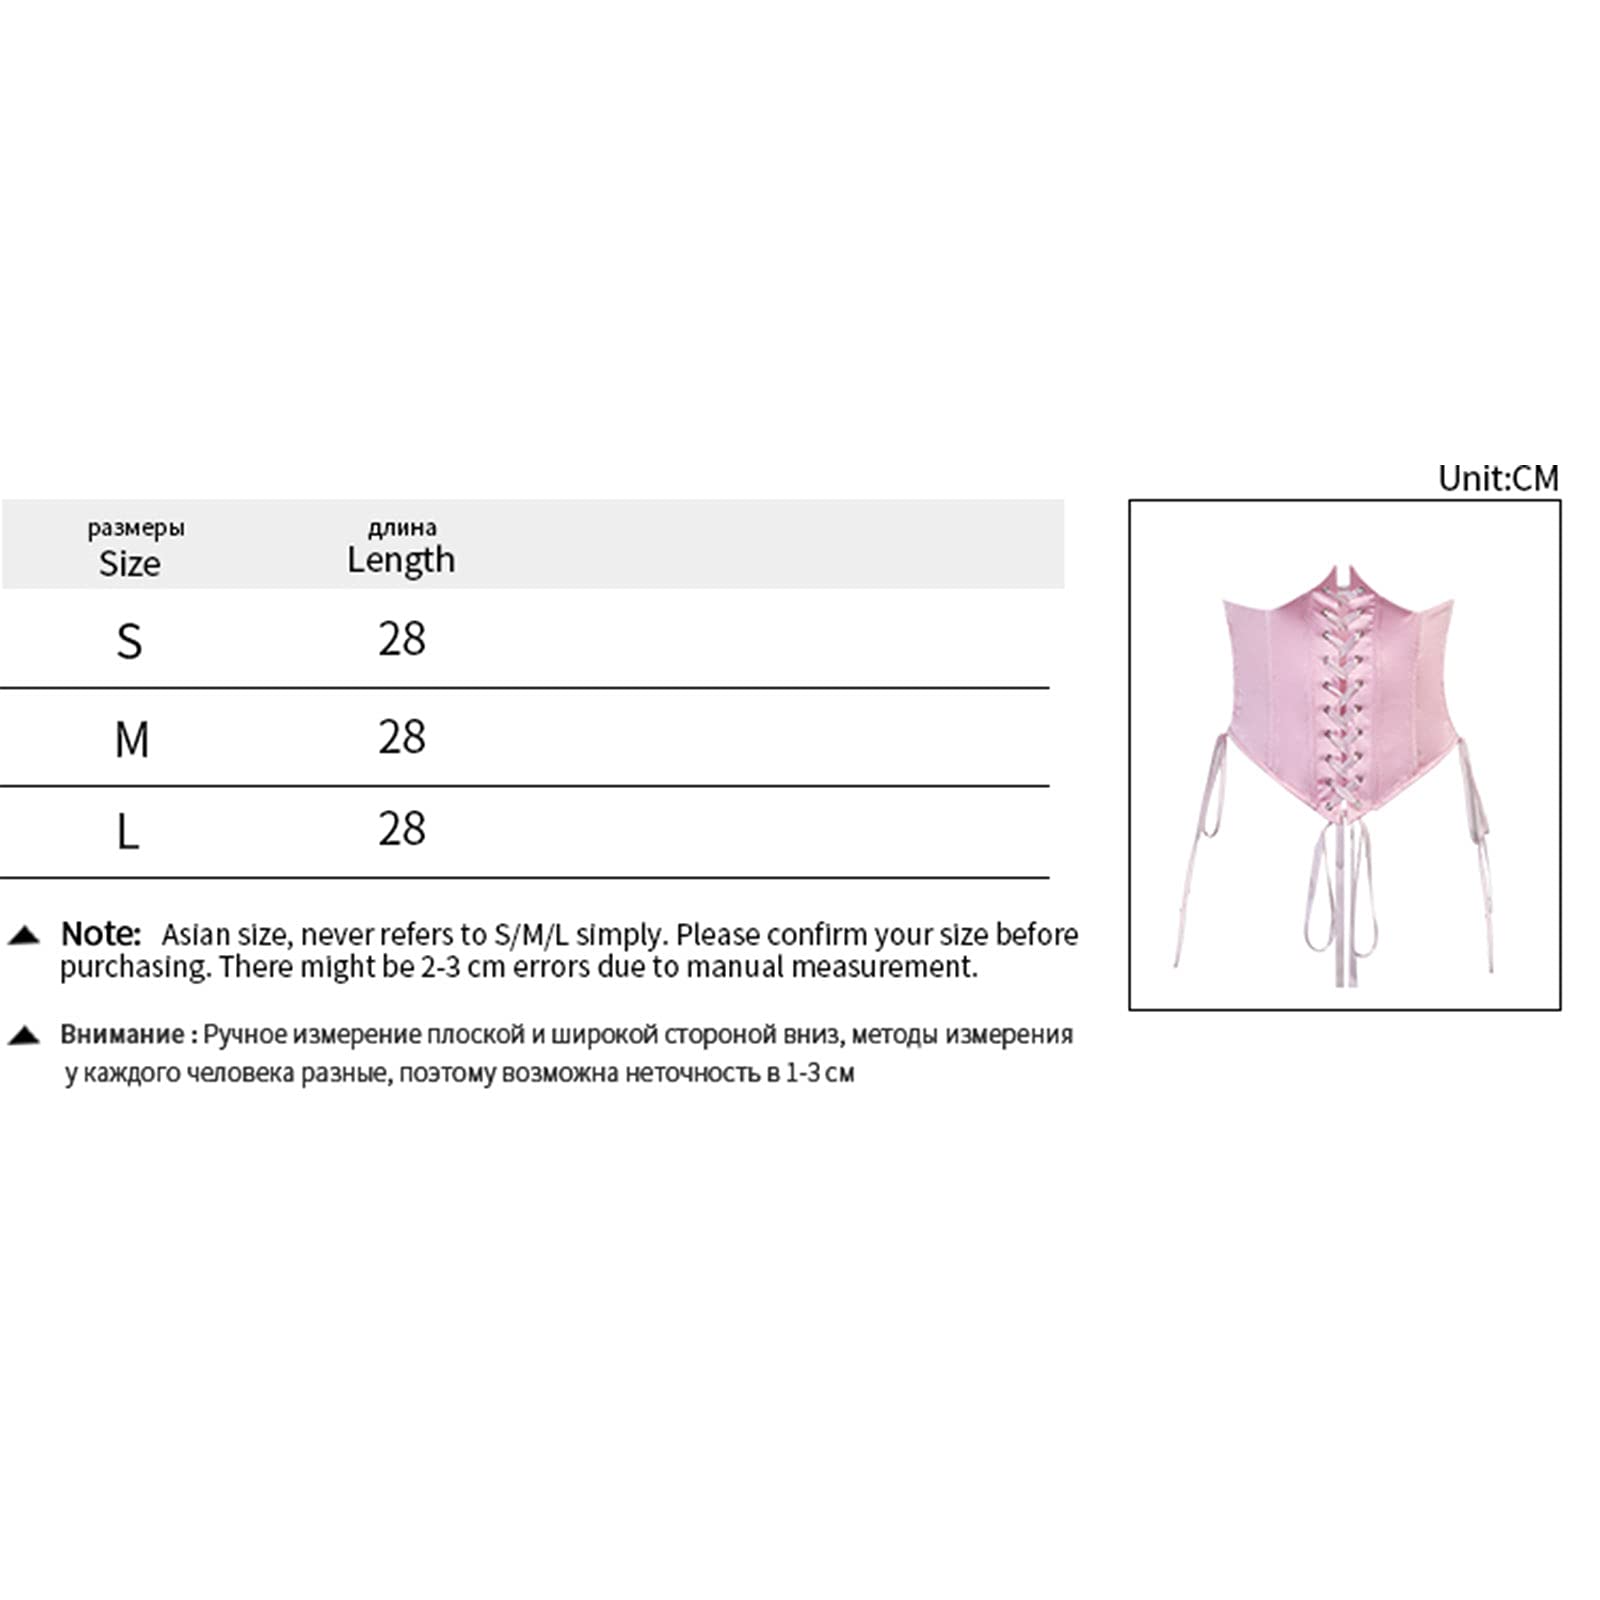 Unit:CM
размеры длина
Size Length
S 28
M 28
L 28
Note: Asian size, never refers to S/M/L simply. Please confirm your size before
purchasing. There might be 2-3 cm errors due to manual measurement.
Внимание : Ручное измерение плоской и широкой стороной вниз, методы измерения
у каждого человека разные, поэтому возможна неточность в 1-3 см